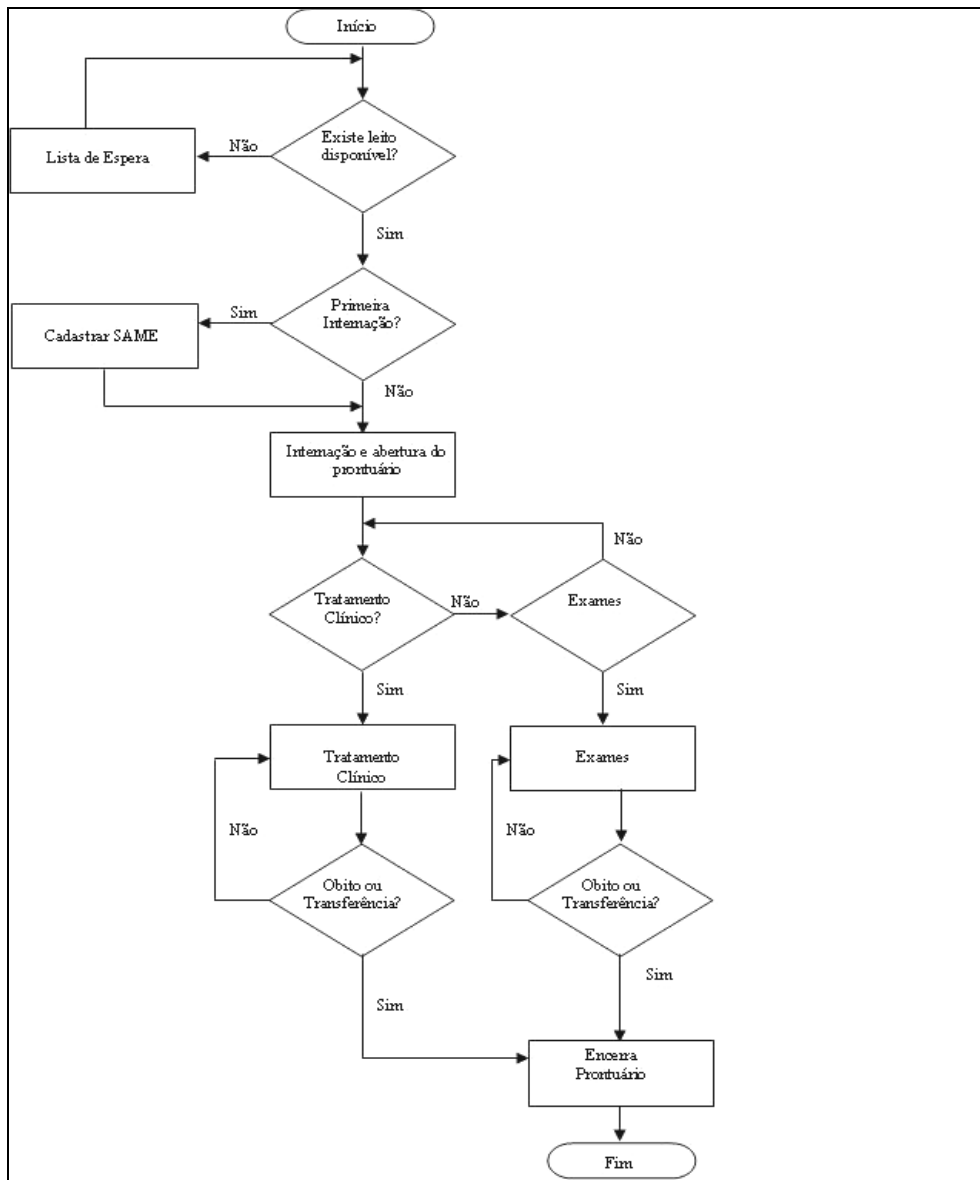 Início
Existe leito
disponível?
Não
Lista de Espera
Sim
Primeira
Internação?
Sim
Cadastrar SAME
Não
Internação e abertura do
prontuário
Não
Tratamento
Clínico?
Não
Exames
Sim
Sim
Tratamento
Clínico
Exames
Não
Não
Obito ou
Transferência?
Obito ou
Transferência?
Sim
Sim
Encerra
Prontuário
Fim